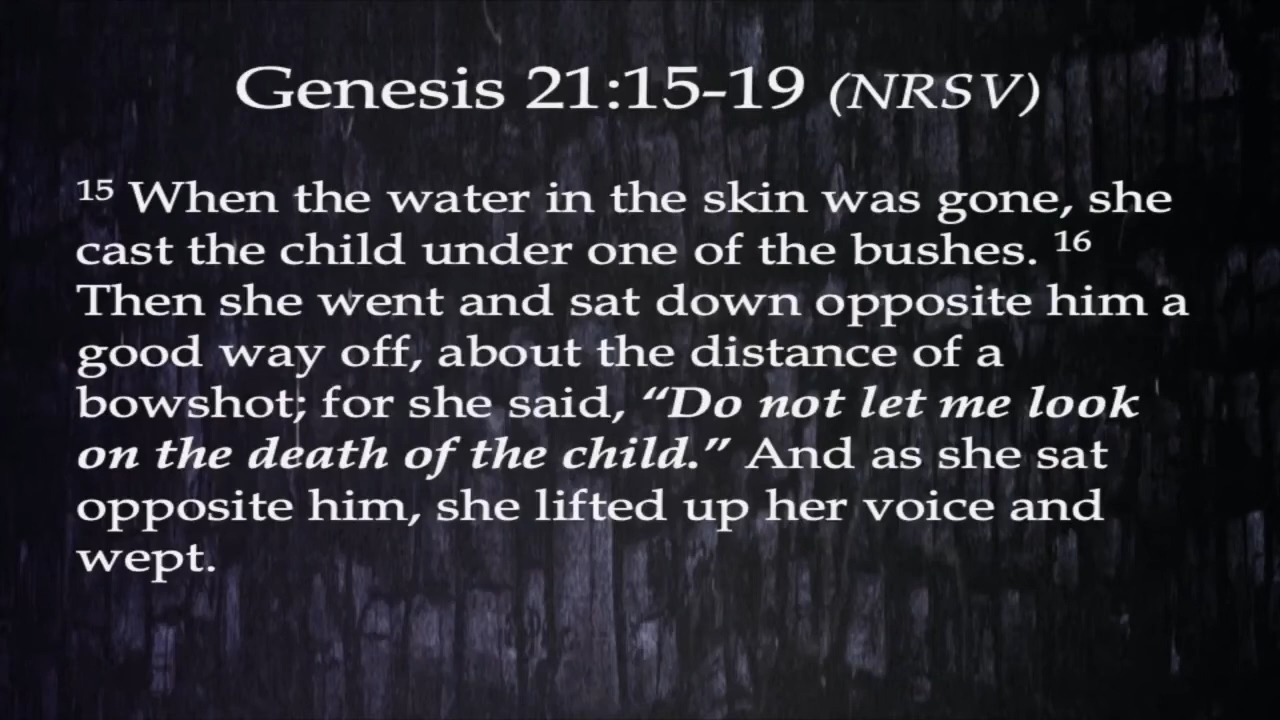 Genesis 21:15-19 (NRSV)
15 When the water in the skin was gone, she
cast the child under one of the bushes. 16
Then she went and sat down opposite him a
good way off, about the distance of a
bowshot; for she said, “Do not let me look
on the death of the child.” And as she sat
opposite him, she lifted up her voice and
wept.